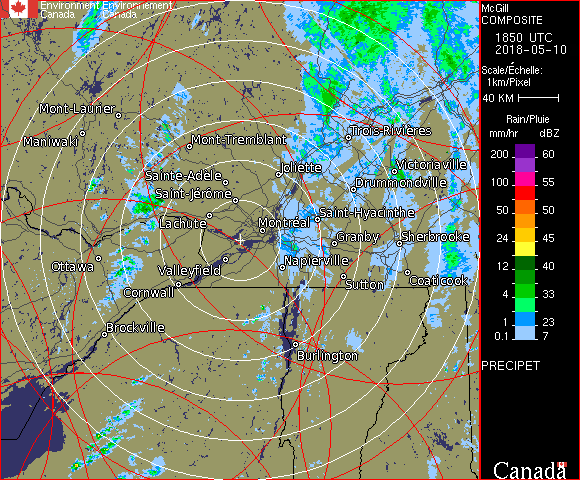 Environment Environnement
Canada Canada
McGill
COMPOSITE
1850 UTC
2018-05-10
Scale/Échelle:
1km/Pixel
40 KM
Rain/Pluie
mm/hr dBZ
200 60
150 57
100 55
50 50
45
24 42
12 40
4 33
1 23
0.1 7
PRECIPET
Canada
Mont-Laurier
Maniwaki
Mont-Tremblant
Trois-Rivières
Joliette
Victoriaville
Sainte-Adèle
Drummondville
Saint-Jérôme
Lachute
Saint-Hyacinthe
Montréal
Granby
Sherbrooke
Ottawa
Valleyfield
Napierville
Cornwall
Sutton
Coaticook
Brockville
Burlington